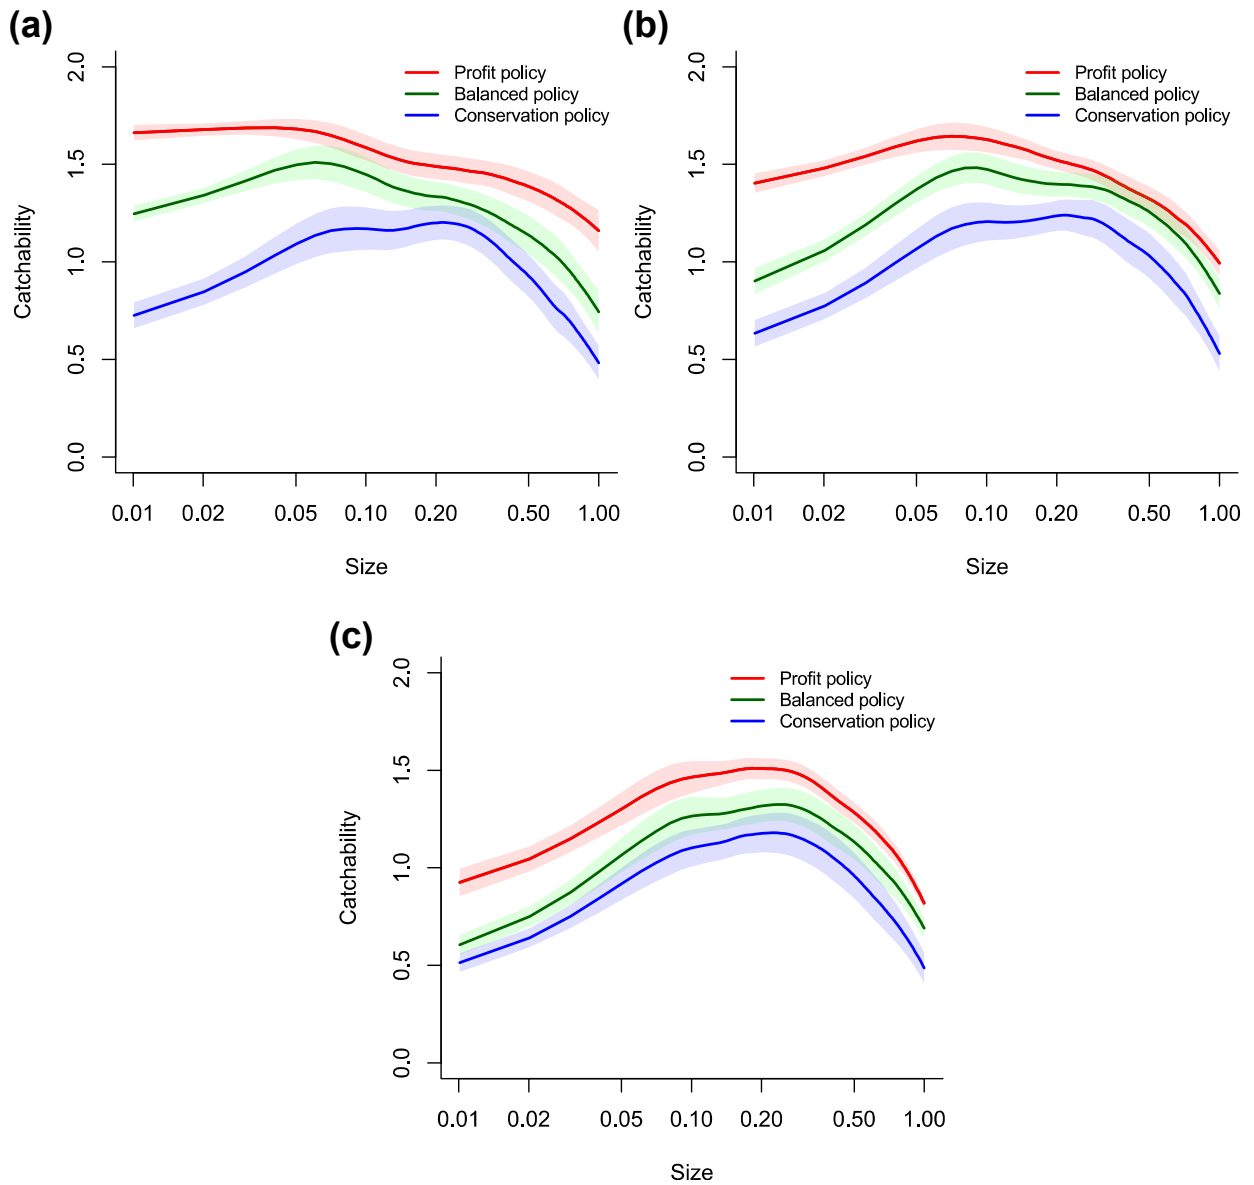 (a)
Catchability
2.0
1.5
1.0
0.5
0.0
Profit policy
Balanced policy
Conservation policy
0.01 0.02 0.05 0.10 0.20 0.50 1.00
Size
(b)
Catchability
2.0
1.5
1.0
0.5
0.0
Profit policy
Balanced policy
Conservation policy
0.01 0.02 0.05 0.10 0.20 0.50 1.00
Size
(c)
Catchability
2.0
1.5
1.0
0.5
0.0
Profit policy
Balanced policy
Conservation policy
0.01 0.02 0.05 0.10 0.20 0.50 1.00
Size